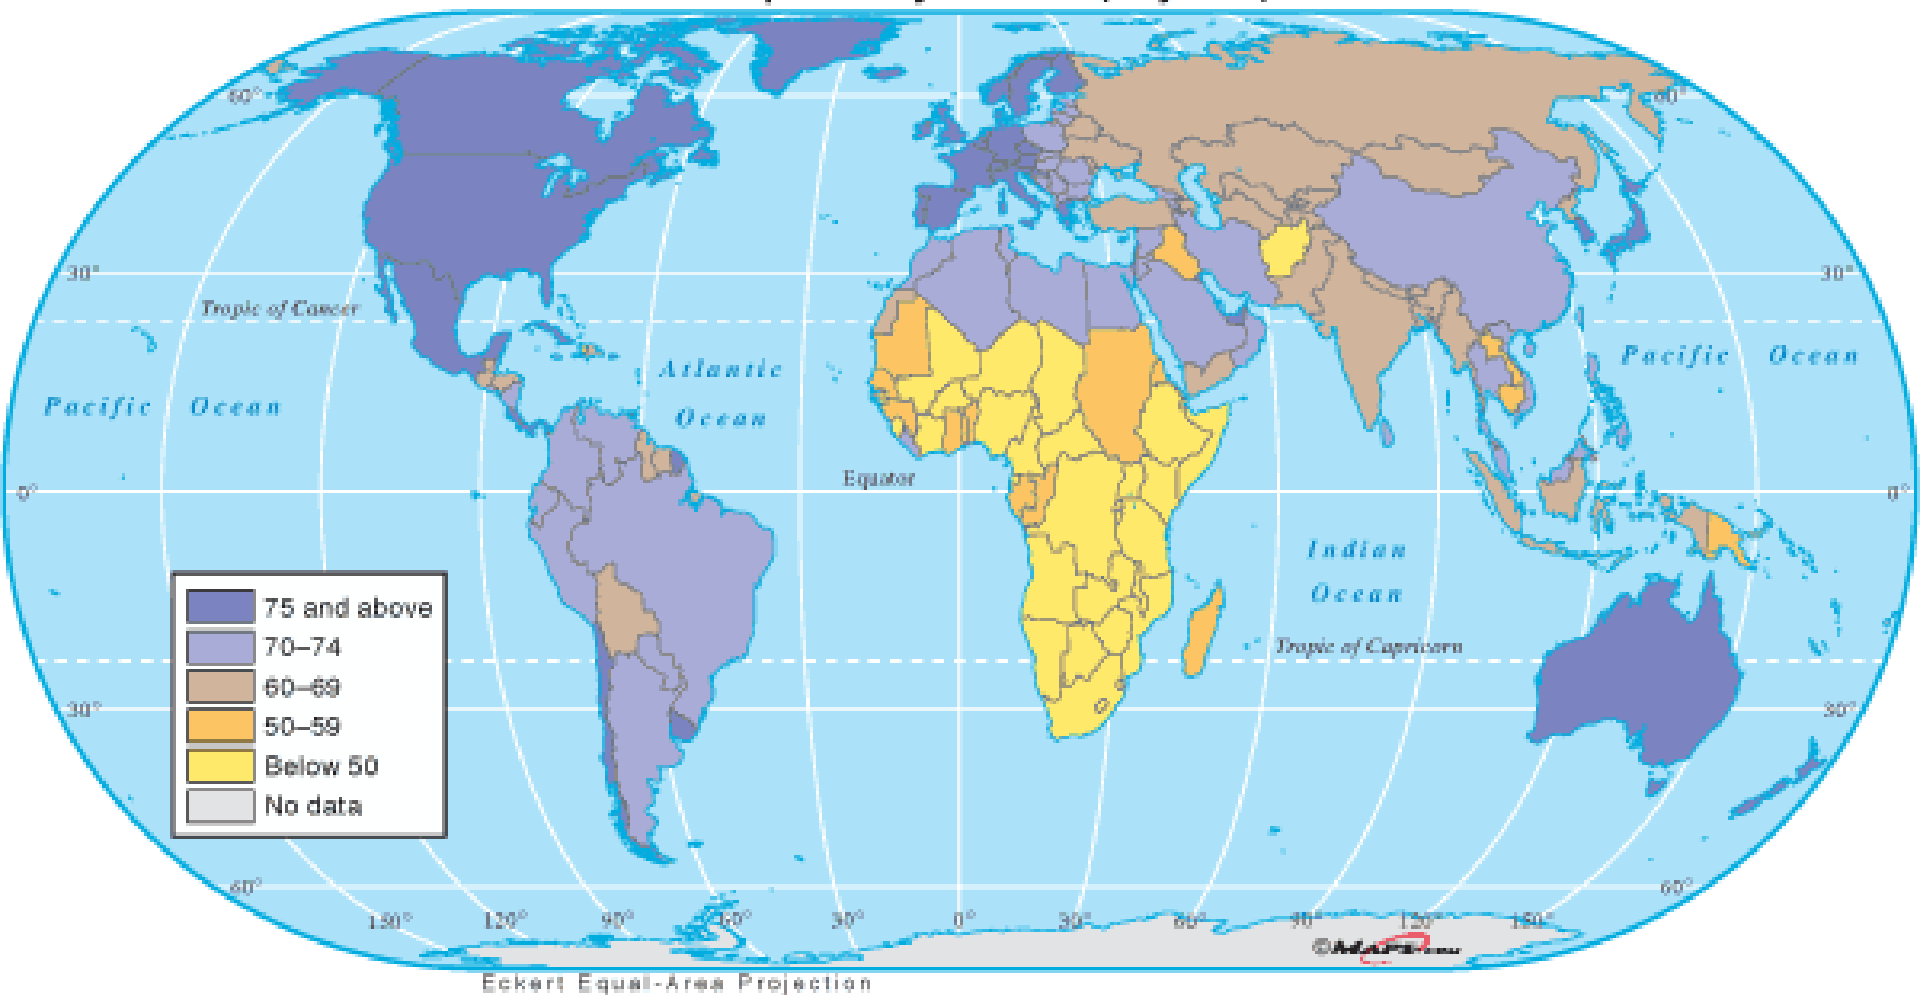 60°
60°
30°
30°
Tropic of Cancer
Atlantic
Ocean
Pacific Ocean
Pacific Ocean
Equator
0°
0°
Indian
Ocean
Tropic of Capricorn
75 and above
70–74
60–69
50–59
Below 50
No data
30°
30°
60°
60°
150° 120° 90° 60° 30° 0° 30° 60° 90° 120° 150°
©MAPS.com
Eckert Equal-Area Projection